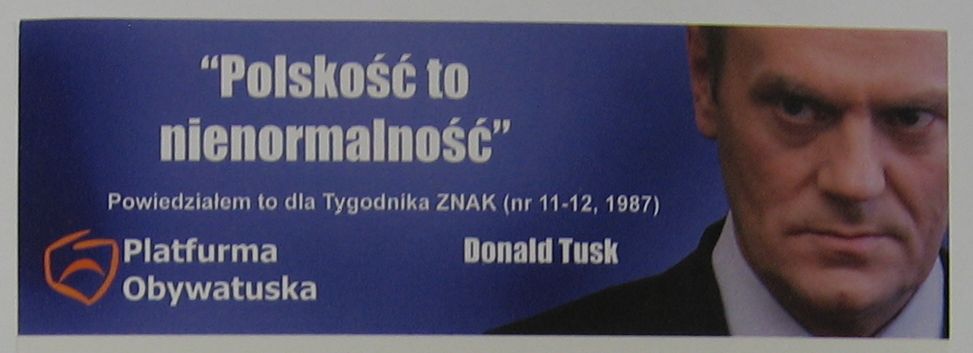 “Polskość to
nienormalność”
Powiedziałem to dla Tygodnika ZNAK (nr 11-12, 1987)
Platfurma
Obywatuska
Donald Tusk